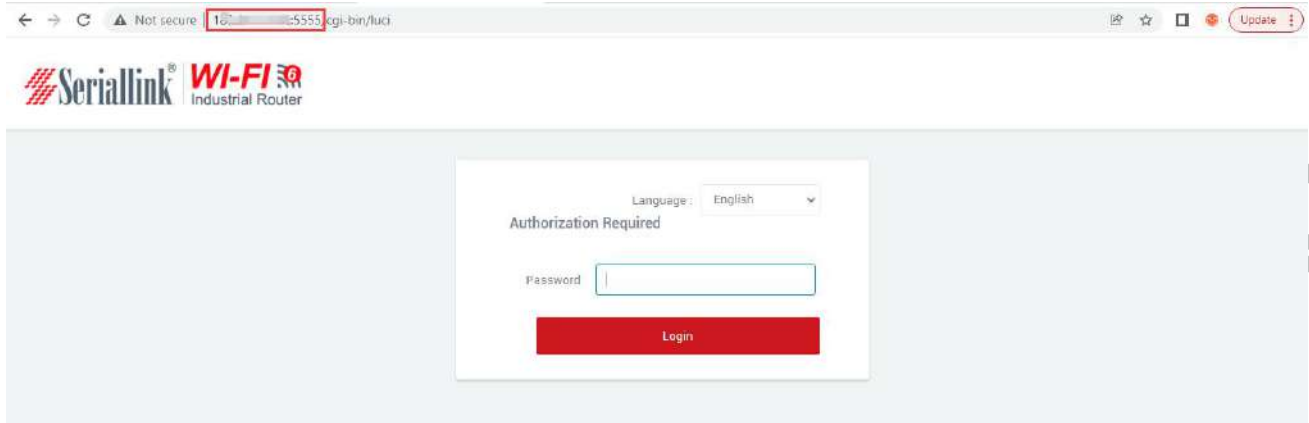 Not secure
:5555/cgi-bin/luci
Update
Seriallink® WI-FI 6
Industrial Router
Language : English
Authorization Required
Password
Login